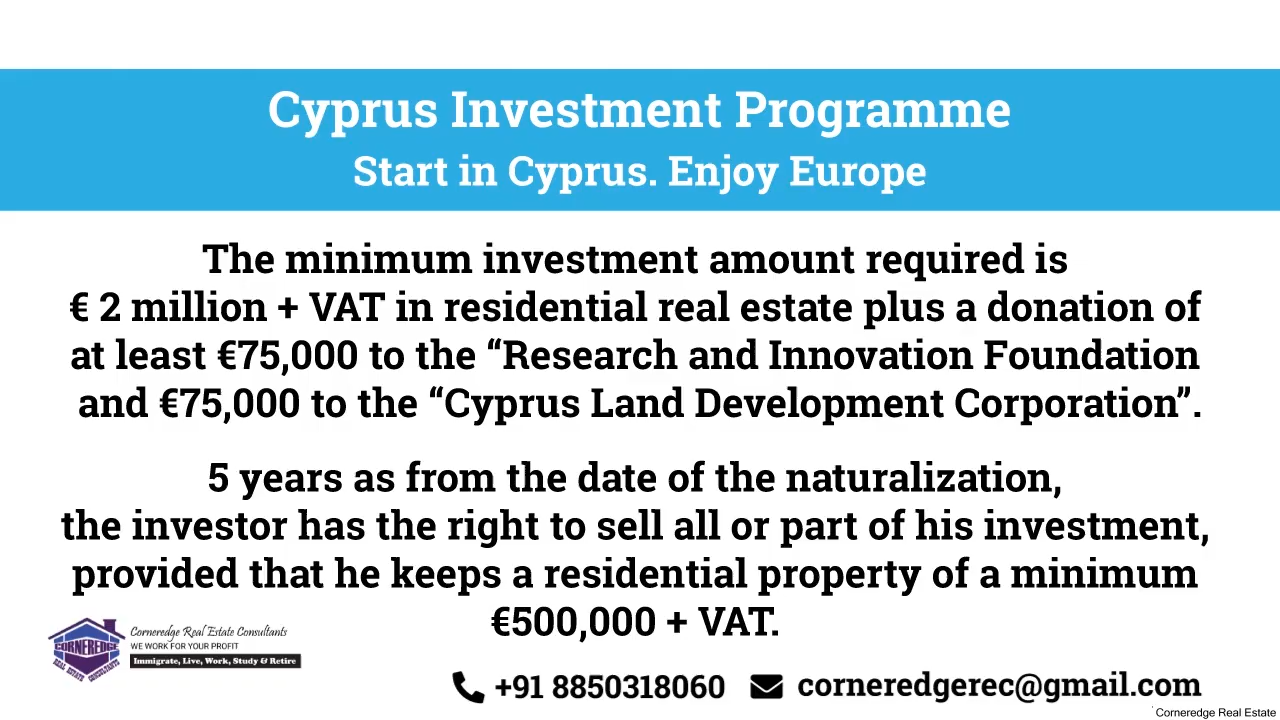 Cyprus Investment Programme
Start in Cyprus. Enjoy Europe
The minimum investment amount required is
€ 2 million + VAT in residential real estate plus a donation of
at least €75,000 to the “Research and Innovation Foundation
and €75,000 to the “Cyprus Land Development Corporation”.
5 years as from the date of the naturalization,
the investor has the right to sell all or part of his investment,
provided that he keeps a residential property of a minimum
€500,000 + VAT.
CORNEREDGE
REAL ESTATE CONSULTANTS
Corneredge Real Estate Consultants
WE WORK FOR YOUR PROFIT
Immigrate, Live, Work, Study & Retire
+91 8850318060
corneredgerec@gmail.com
Corneredge Real Estate